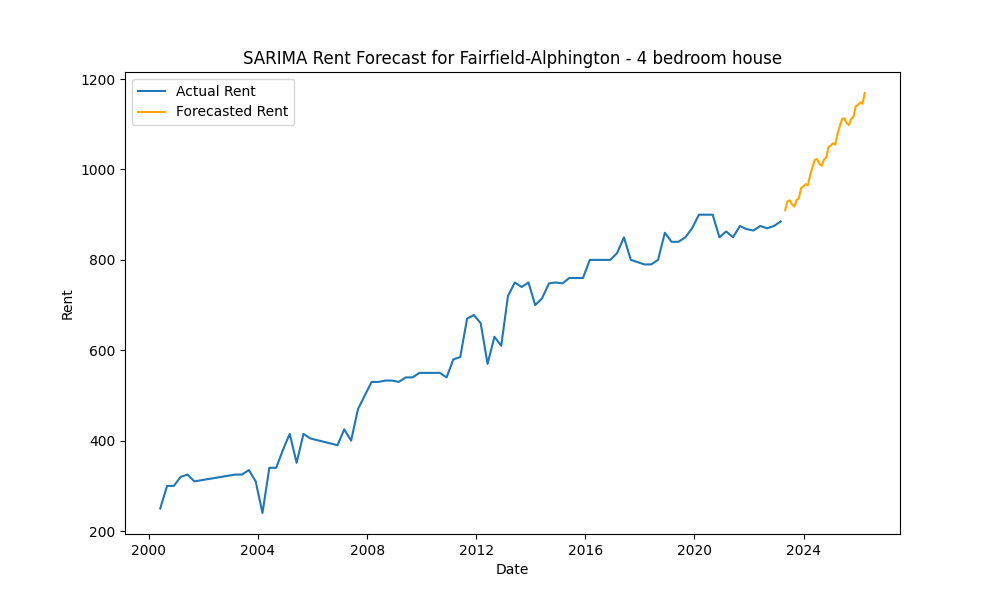 SARIMA Rent Forecast for Fairfield-Alphington - 4 bedroom house
Actual Rent
Forecasted Rent
1200
1000
800
600
400
200
Rent
2000 2004 2008 2012 2016 2020 2024
Date